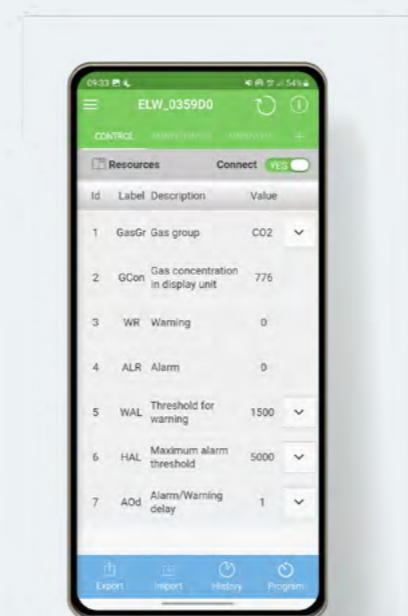 09:33
54%
ELW_0359D0
CONTROL
Resources Connect YES
Id Label Description Value
1 GasGr Gas group CO2
2 GCon Gas concentration in display unit 776
3 WR Warning 0
4 ALR Alarm 0
5 WAL Threshold for warning 1500
6 HAL Maximum alarm threshold 5000
7 AOd Alarm/Warning delay 1
Export Import History Program